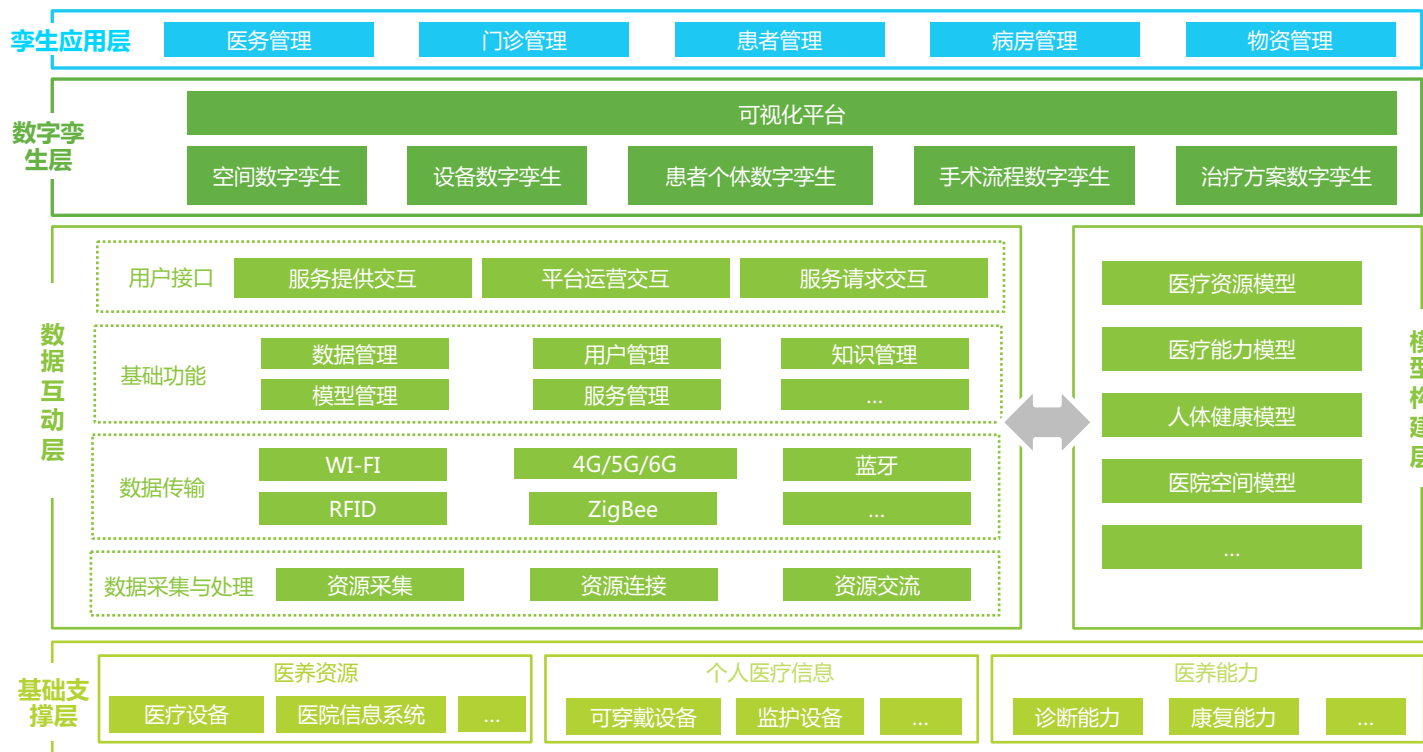 孪生应用层
医务管理
门诊管理
患者管理
病房管理
物资管理
数字孪
生层
可视化平台
空间数字孪生
设备数字孪生
患者个体数字孪生
手术流程数字孪生
治疗方案数字孪生
数据互动层
用户接口
服务提供交互
平台运营交互
服务请求交互
基础功能
数据管理
用户管理
知识管理
模型管理
服务管理
...
数据传输
WI-FI
4G/5G/6G
蓝牙
RFID
ZigBee
...
数据采集与处理
资源采集
资源连接
资源交流
医疗资源模型
医疗能力模型
人体健康模型
医院空间模型
...
模型构建层
基础支
撑层
医养资源
医疗设备
医院信息系统
...
个人医疗信息
可穿戴设备
监护设备
...
医养能力
诊断能力
康复能力
...